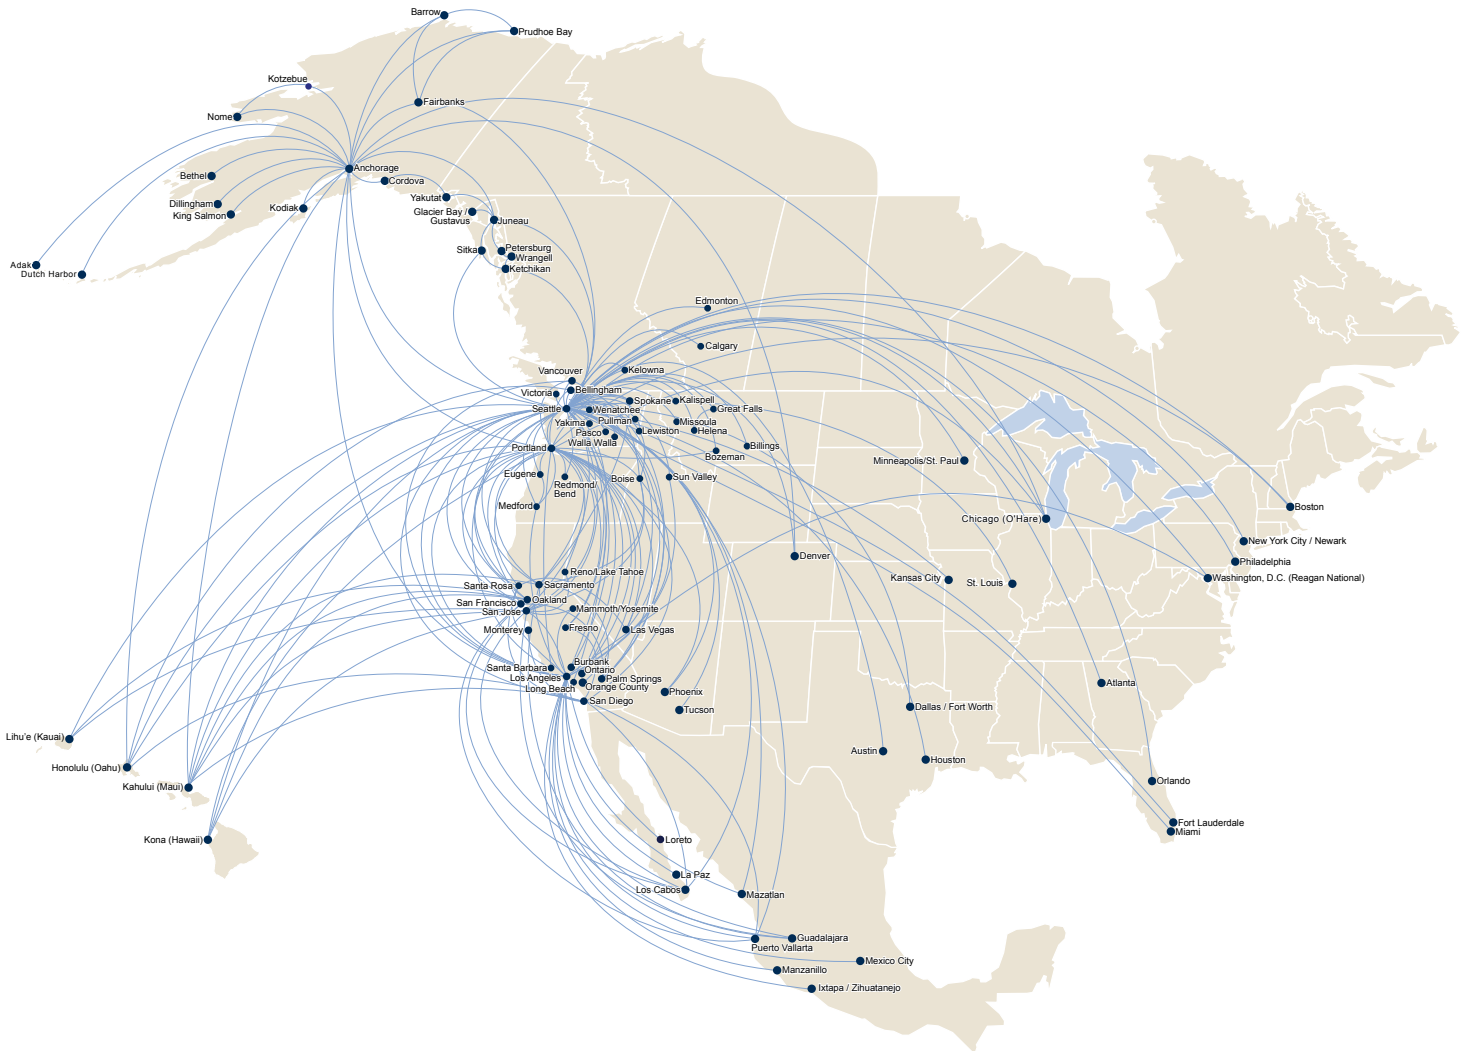 Barrow
Prudhoe Bay
Kotzebue
Fairbanks
Nome
Anchorage
Bethel
Cordova
Dillingham
King Salmon
Kodiak
Yakutat
Glacier Bay /
Gustavus
Juneau
Sitka
Petersburg
Wrangell
Ketchikan
Adak
Dutch Harbor
Edmonton
Calgary
Vancouver
Kelowna
Victoria
Bellingham
Seattle
Wenatchee
Spokane
Kalispell
Great Falls
Yakima
Pullman
Missoula
Pasco
Lewiston
Helena
Walla Walla
Portland
Billings
Bozeman
Minneapolis/St. Paul
Eugene
Redmond/
Bend
Boise
Sun Valley
Medford
Boston
Chicago (O'Hare)
New York City / Newark
Denver
Philadelphia
Reno/Lake Tahoe
Santa Rosa
Sacramento
Kansas City
St. Louis
Washington, D.C. (Reagan National)
Oakland
San Francisco
San Jose
Mammoth/Yosemite
Monterey
Fresno
Las Vegas
Santa Barbara
Burbank
Ontario
Los Angeles
Palm Springs
Long Beach
Orange County
San Diego
Phoenix
Tucson
Atlanta
Dallas / Fort Worth
Lihu'e (Kauai)
Honolulu (Oahu)
Kahului (Maui)
Kona (Hawaii)
Austin
Houston
Orlando
Fort Lauderdale
Miami
Loreto
La Paz
Los Cabos
Mazatlan
Guadalajara
Puerto Vallarta
Mexico City
Manzanillo
Ixtapa / Zihuatanejo